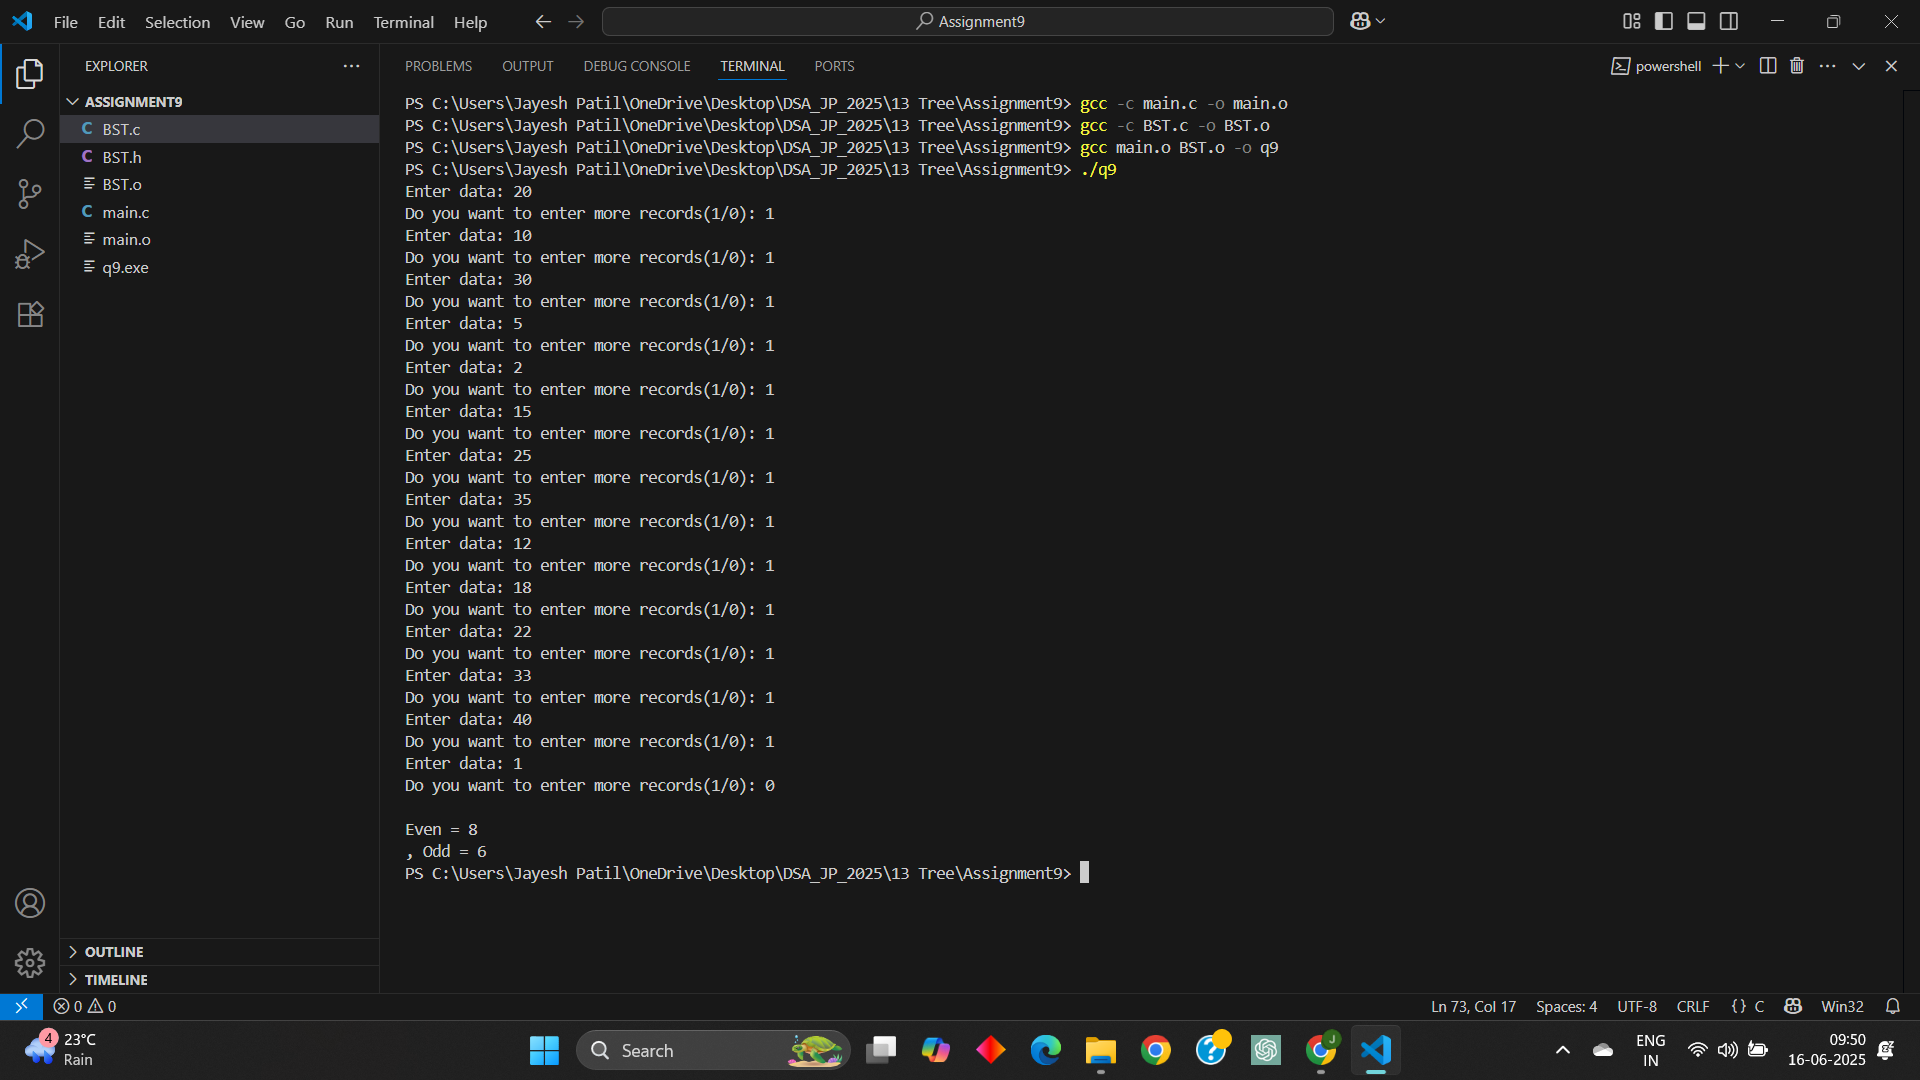 File Edit Selection View Go Run Terminal Help
Assignment9
EXPLORER
ASSIGNMENT9
C BST.c
C BST.h
BST.o
C main.c
main.o
q9.exe
OUTLINE
TIMELINE
PROBLEMS OUTPUT DEBUG CONSOLE TERMINAL PORTS
powershell
PS C:\Users\Jayesh Patil\OneDrive\Desktop\DSA_JP_2025\13 Tree\Assignment9> gcc -c main.c -o main.o
PS C:\Users\Jayesh Patil\OneDrive\Desktop\DSA_JP_2025\13 Tree\Assignment9> gcc -c BST.c -o BST.o
PS C:\Users\Jayesh Patil\OneDrive\Desktop\DSA_JP_2025\13 Tree\Assignment9> gcc main.o BST.o -o q9
PS C:\Users\Jayesh Patil\OneDrive\Desktop\DSA_JP_2025\13 Tree\Assignment9> ./q9
Enter data: 20
Do you want to enter more records(1/0): 1
Enter data: 10
Do you want to enter more records(1/0): 1
Enter data: 30
Do you want to enter more records(1/0): 1
Enter data: 5
Do you want to enter more records(1/0): 1
Enter data: 2
Do you want to enter more records(1/0): 1
Enter data: 15
Do you want to enter more records(1/0): 1
Enter data: 25
Do you want to enter more records(1/0): 1
Enter data: 35
Do you want to enter more records(1/0): 1
Enter data: 12
Do you want to enter more records(1/0): 1
Enter data: 18
Do you want to enter more records(1/0): 1
Enter data: 22
Do you want to enter more records(1/0): 1
Enter data: 33
Do you want to enter more records(1/0): 1
Enter data: 40
Do you want to enter more records(1/0): 1
Enter data: 1
Do you want to enter more records(1/0): 0
Even = 8
, Odd = 6
PS C:\Users\Jayesh Patil\OneDrive\Desktop\DSA_JP_2025\13 Tree\Assignment9>
0 0
Ln 73, Col 17 Spaces: 4 UTF-8 CRLF {} C Win32
4 23°C
Rain
Search
J
ENG
IN
09:50
16-06-2025